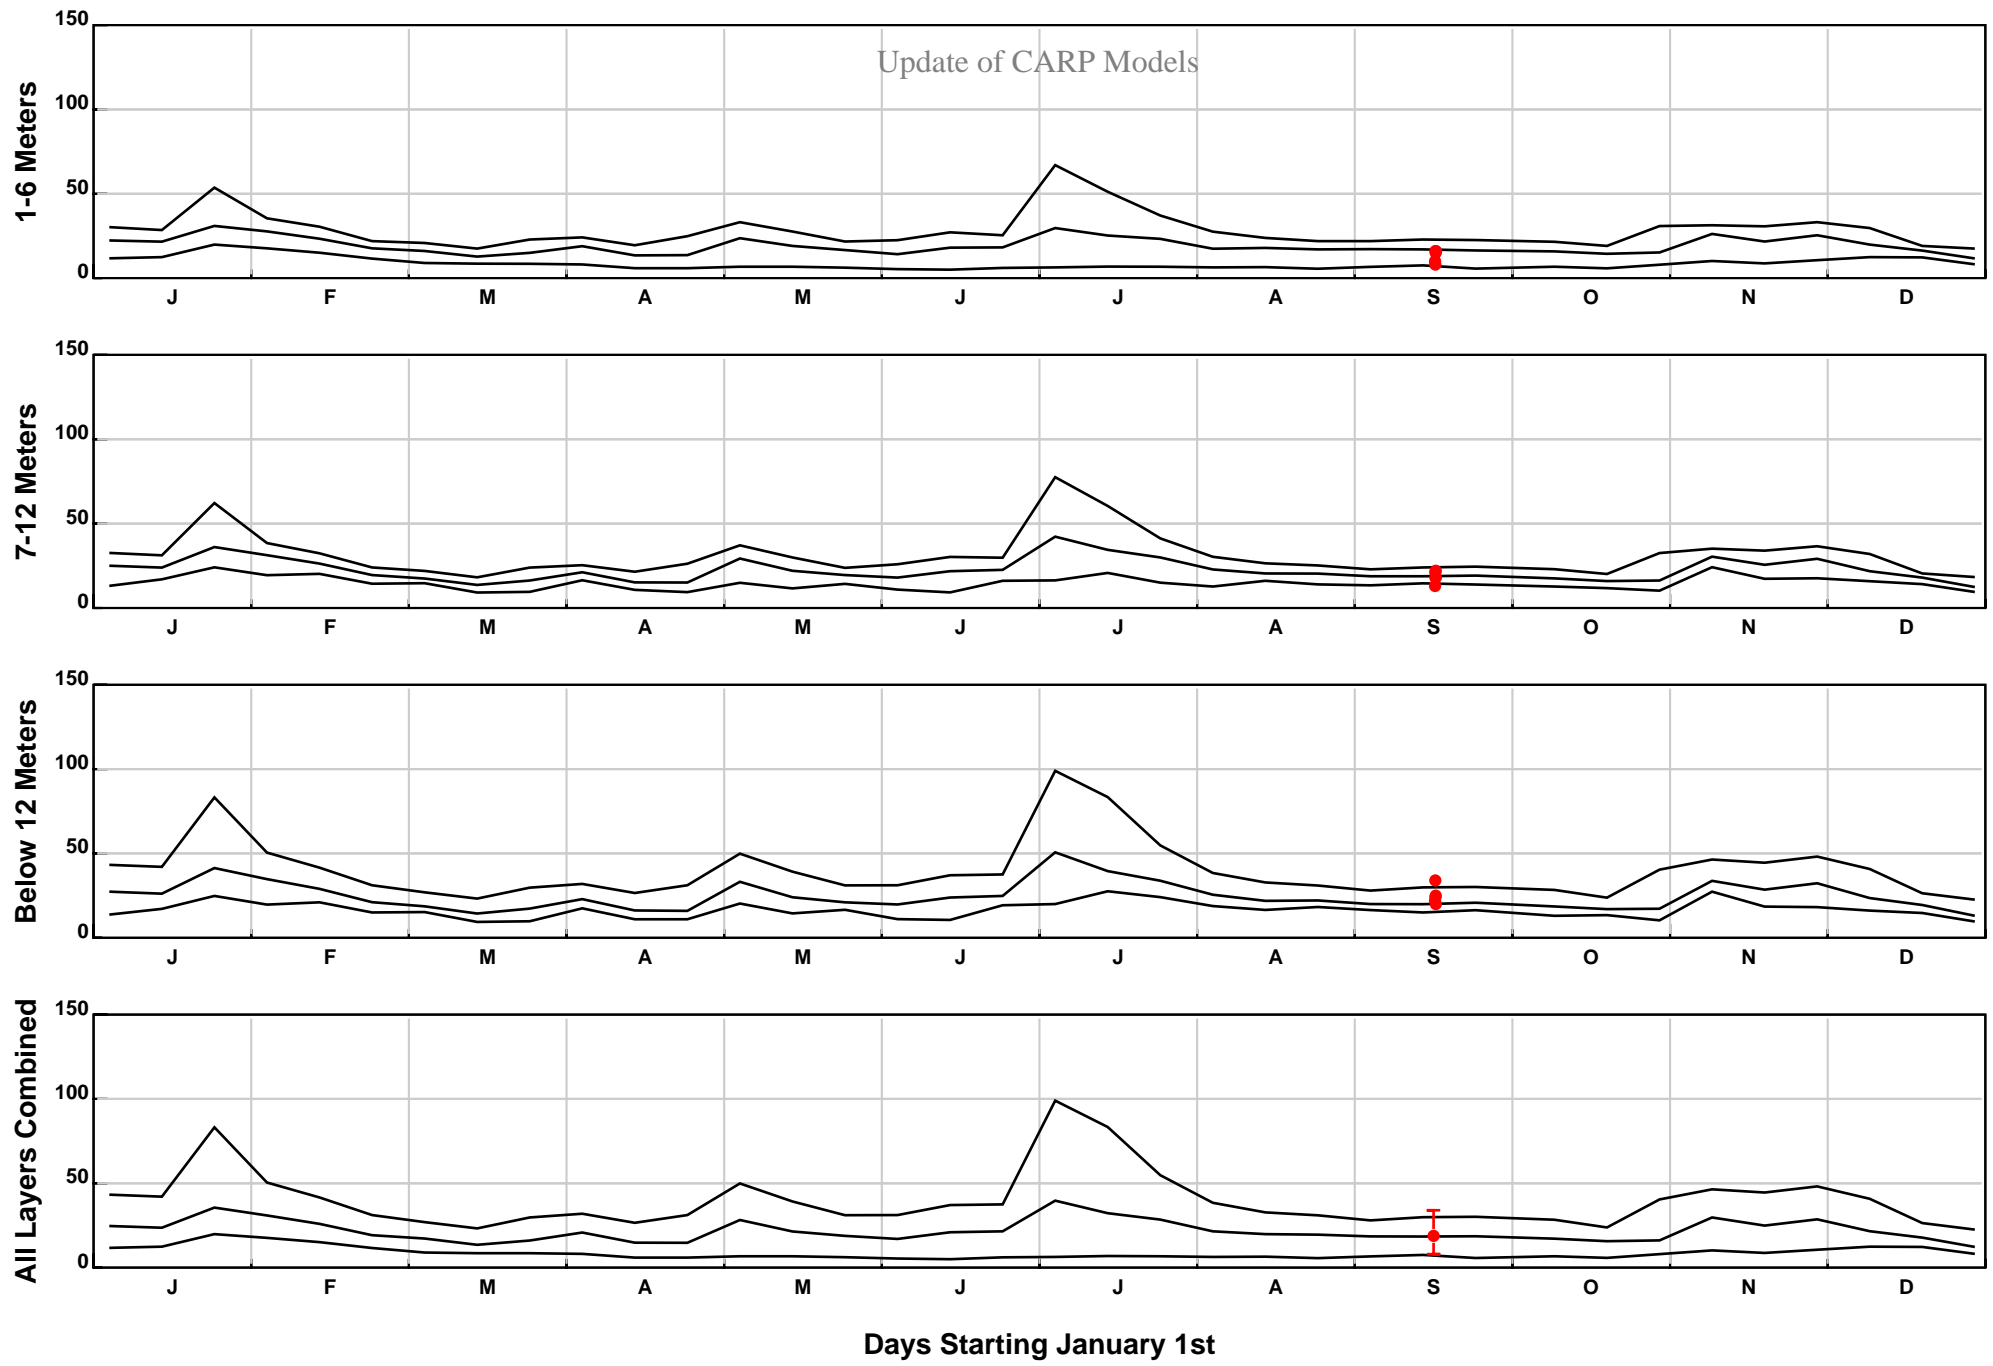 Update of CARP Models
1-6 Meters
150
100
50
0
J F M A M J J A S O N D
7-12 Meters
150
100
50
0
J F M A M J J A S O N D
Below 12 Meters
150
100
50
0
J F M A M J J A S O N D
All Layers Combined
150
100
50
0
J F M A M J J A S O N D
Days Starting January 1st